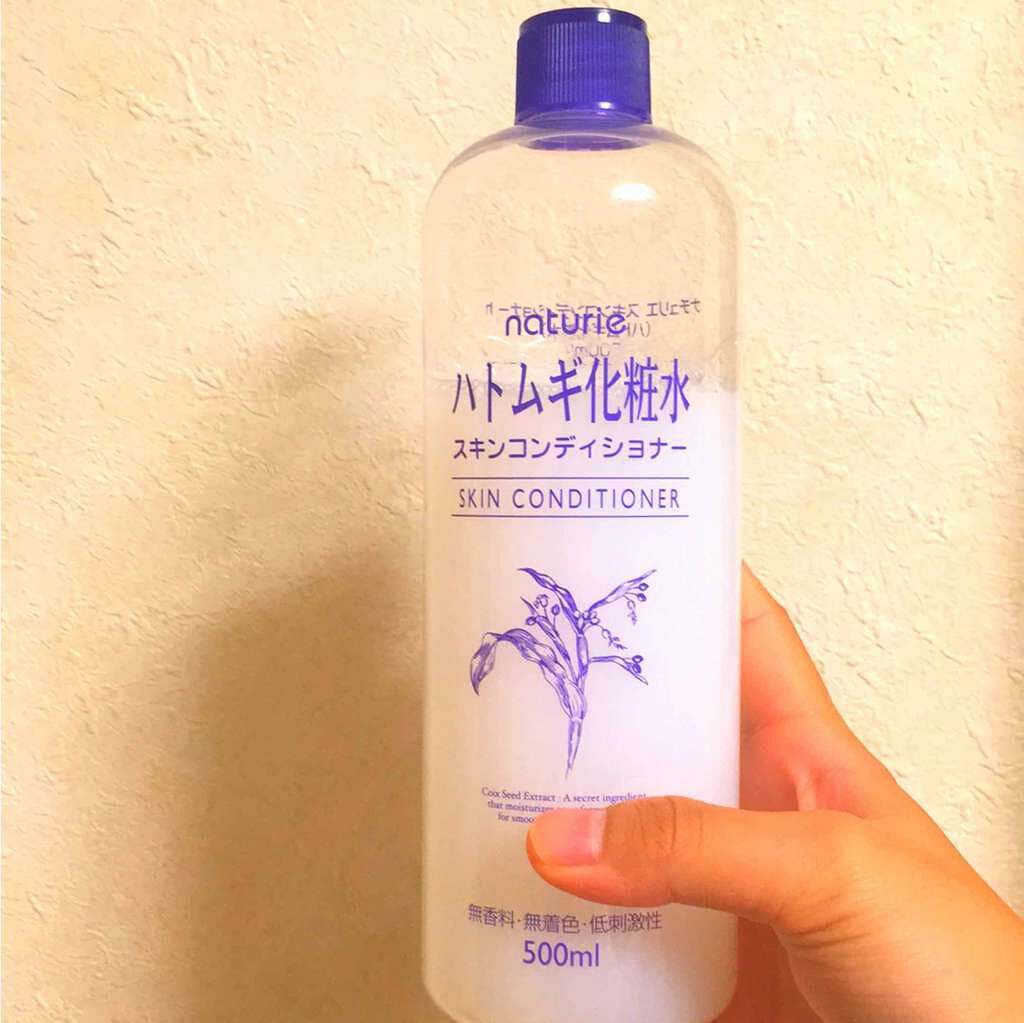 naturie
ハトムギ化粧水
スキンコンディショナー
SKIN CONDITIONER
Coix Seed Extract : A secret ingredient
that moisturizes
for smoo
無香料・無着色・低刺激性
500ml